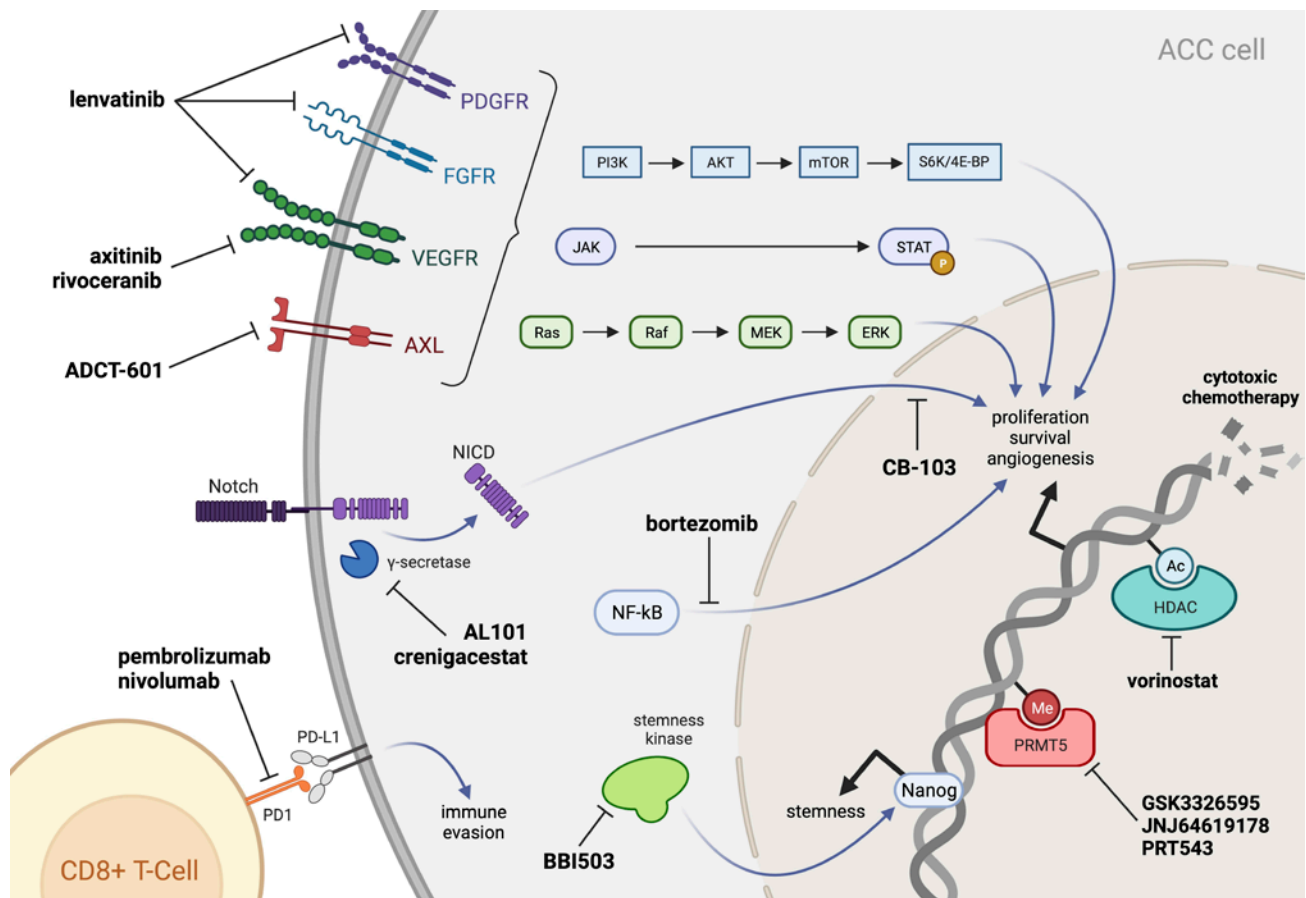 ACC cell
lenvatinib
PDGFR
FGFR
VEGFR
axitinib
rivoceranib
AXL
ADCT-601
PI3K
AKT
mTOR
S6K/4E-BP
JAK
STAT
P
Ras
Raf
MEK
ERK
cytotoxic
chemotherapy
proliferation
survival
angiogenesis
CB-103
NICD
Notch
γ-secretase
AL101
crenigacestat
bortezomib
NF-kB
Ac
HDAC
vorinostat
Me
PRMT5
GSK3326595
JNJ64619178
PRT543
pembrolizumab
nivolumab
PD-L1
PD1
CD8+ T-Cell
immune
evasion
stemness
kinase
BBI503
stemness
Nanog